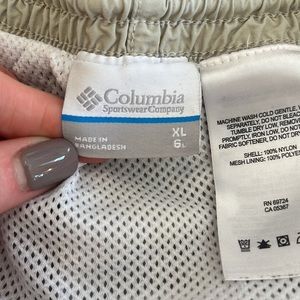 Columbia
Sportswear Company
XL
6L
MADE IN
BANGLADESH
MACHINE WASH COLD GENTLE,
SEPARATELY, DO NOT BLEACH
TUMBLE DRY LOW, REMOVE
PROMPTLY, IRON LOW, DO NOT
FABRIC SOFTENER, DO NOT
SHELL: 100% NYLON
MESH LINING: 100% POLY
RN 69724
CA 05367